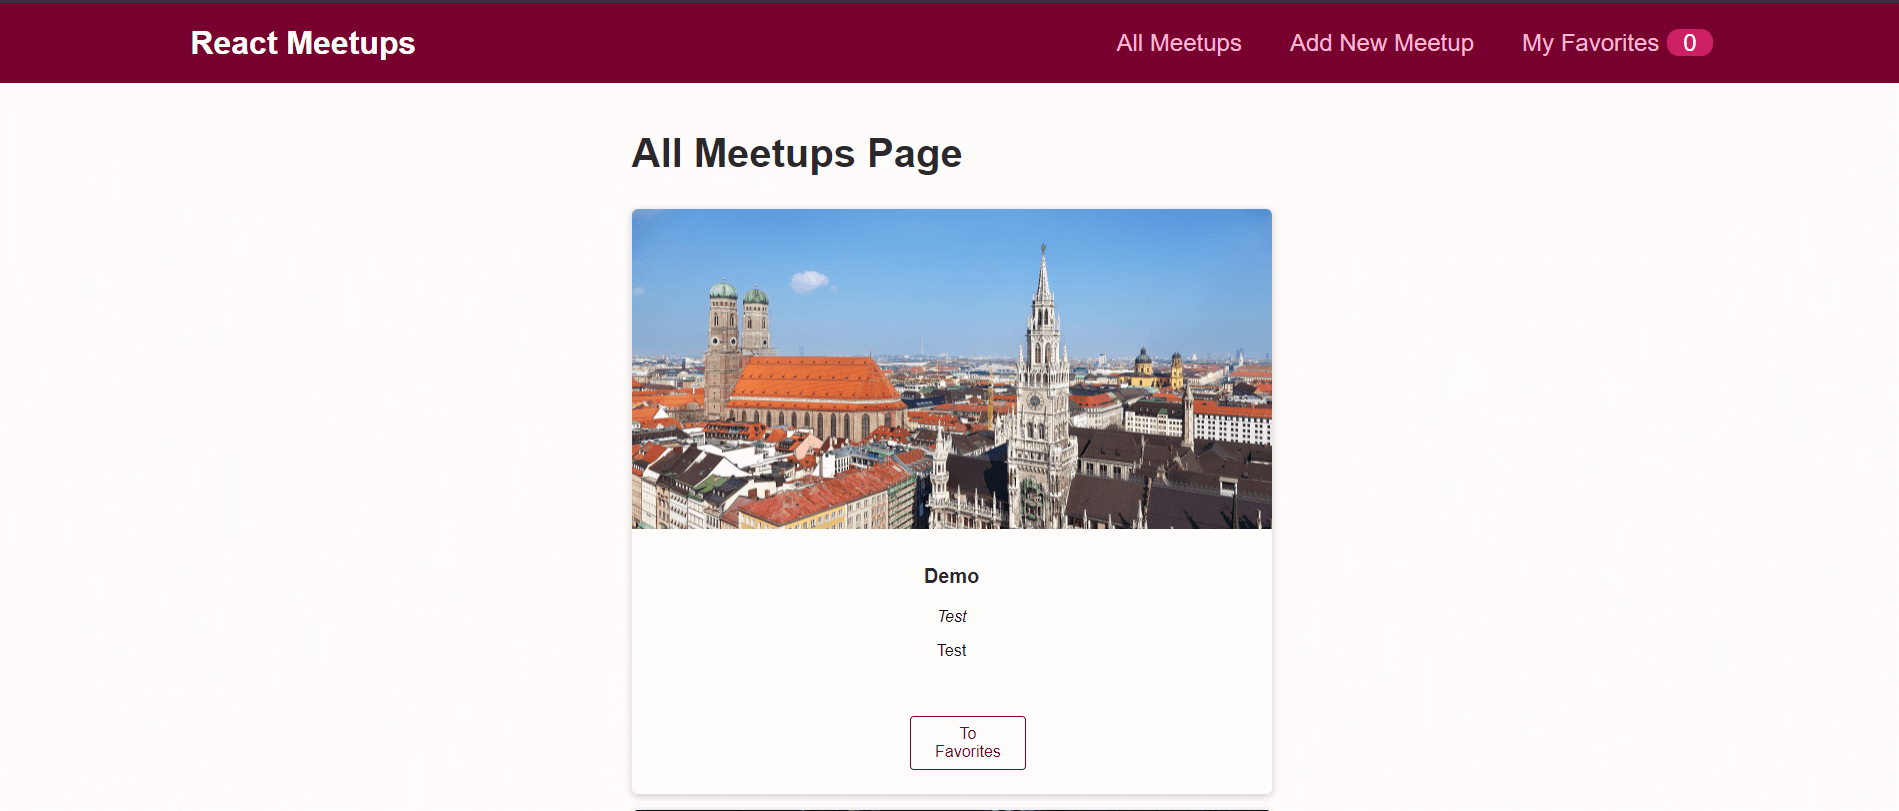 React Meetups
All Meetups
Add New Meetup
My Favorites 0
All Meetups Page
Demo
Test
Test
To
Favorites